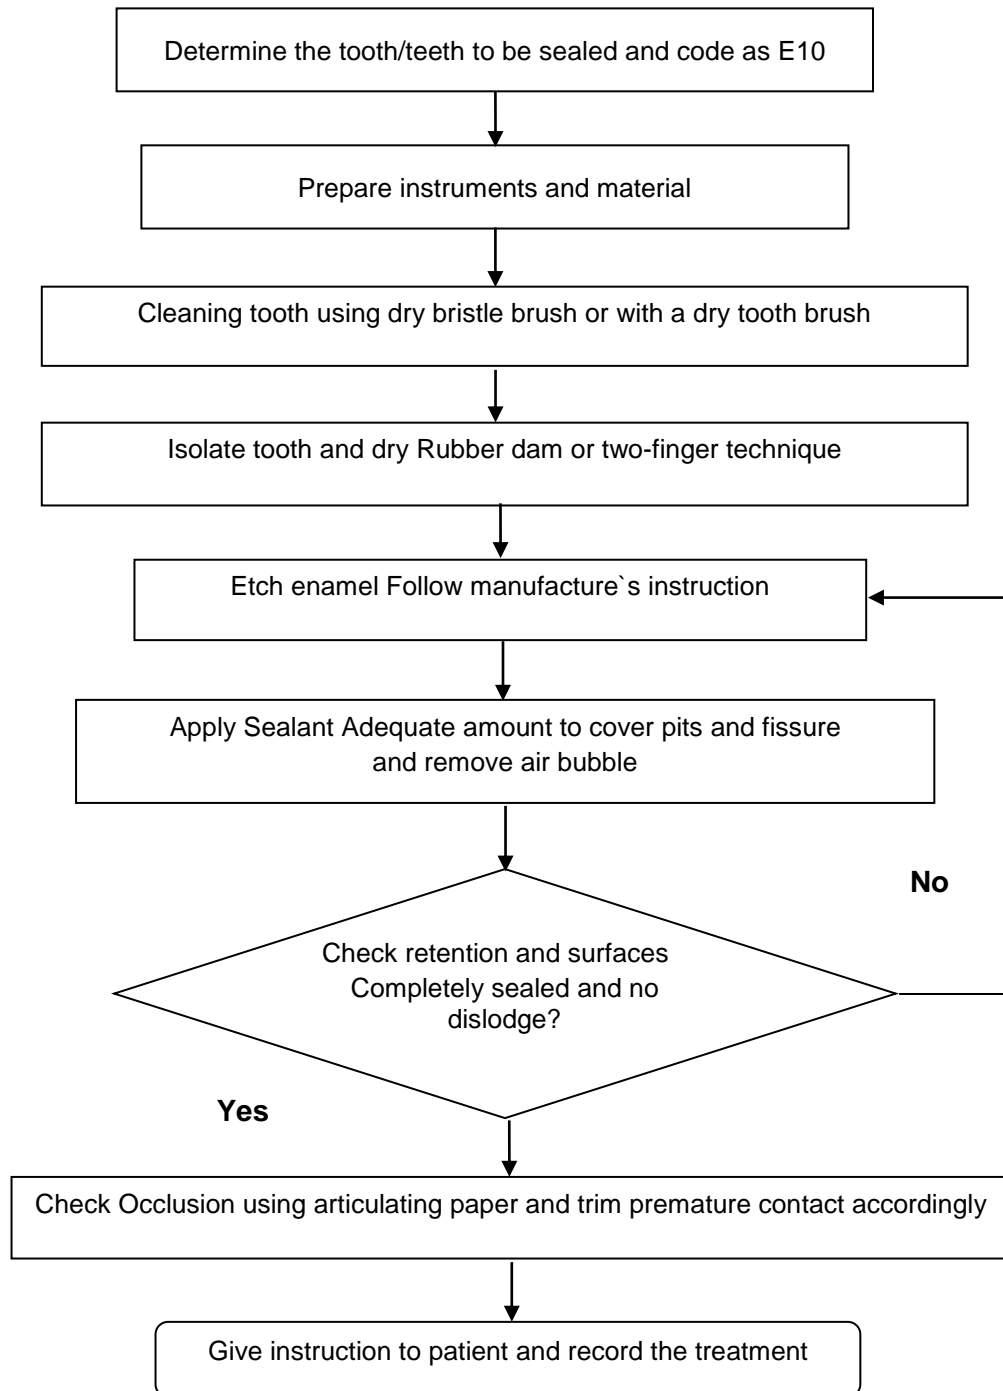 Determine the tooth/teeth to be sealed and code as E10
Prepare instruments and material
Cleaning tooth using dry bristle brush or with a dry tooth brush
Isolate tooth and dry Rubber dam or two-finger technique
Etch enamel Follow manufacture`s instruction
Apply Sealant Adequate amount to cover pits and fissure
and remove air bubble
No
Check retention and surfaces
Completely sealed and no
dislodge?
Yes
Check Occlusion using articulating paper and trim premature contact accordingly
Give instruction to patient and record the treatment